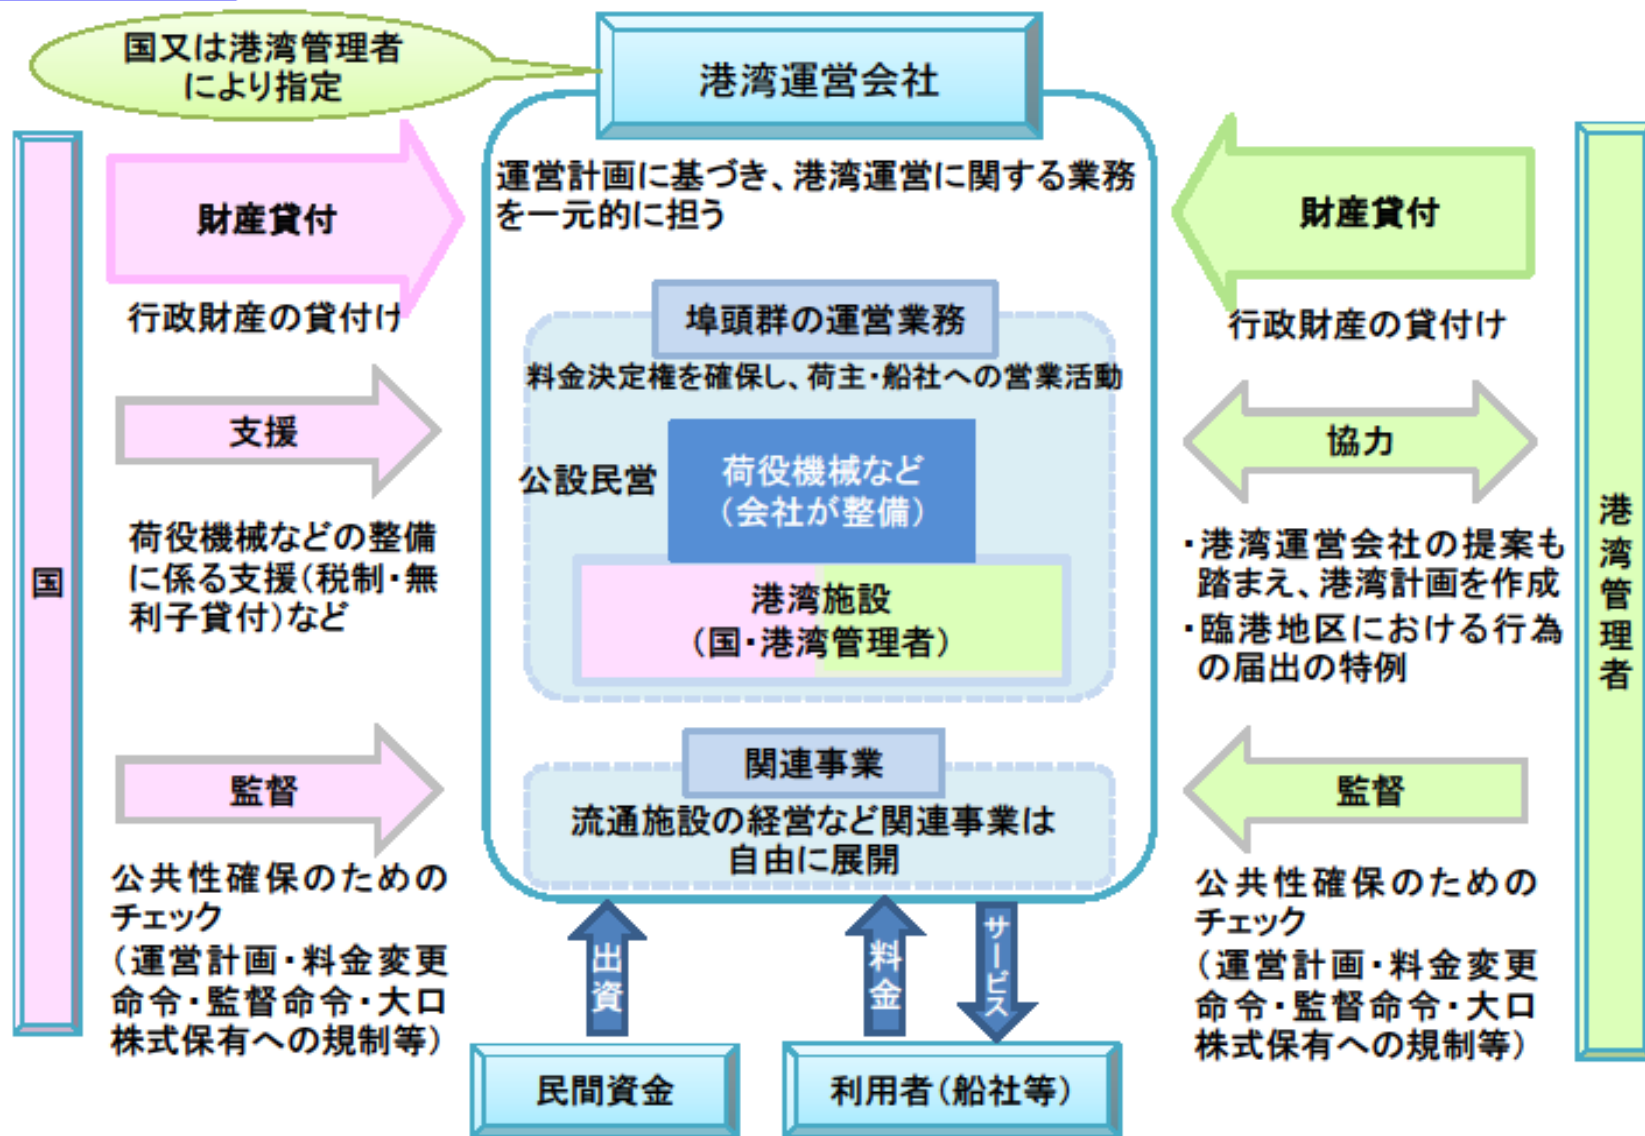 国又は港湾管理者
により指定
港湾運営会社
国
財産貸付
行政財産の貸付け
支援
荷役機械などの整備
に係る支援(税制・無
利子貸付)など
監督
公共性確保のための
チェック
(運営計画・料金変更
命令・監督命令・大口
株式保有への規制等)
運営計画に基づき、港湾運営に関する業務
を一元的に担う
埠頭群の運営業務
料金決定権を確保し、荷主・船社への営業活動
公設民営
荷役機械など
(会社が整備)
港湾施設
(国・港湾管理者)
関連事業
流通施設の経営など関連事業は
自由に展開
出資
料金
サービス
民間資金
利用者(船社等)
財産貸付
行政財産の貸付け
協力
・港湾運営会社の提案も
踏まえ、港湾計画を作成
・臨港地区における行為
の届出の特例
監督
公共性確保のための
チェック
(運営計画・料金変更
命令・監督命令・大口
株式保有への規制等)
港湾管理者